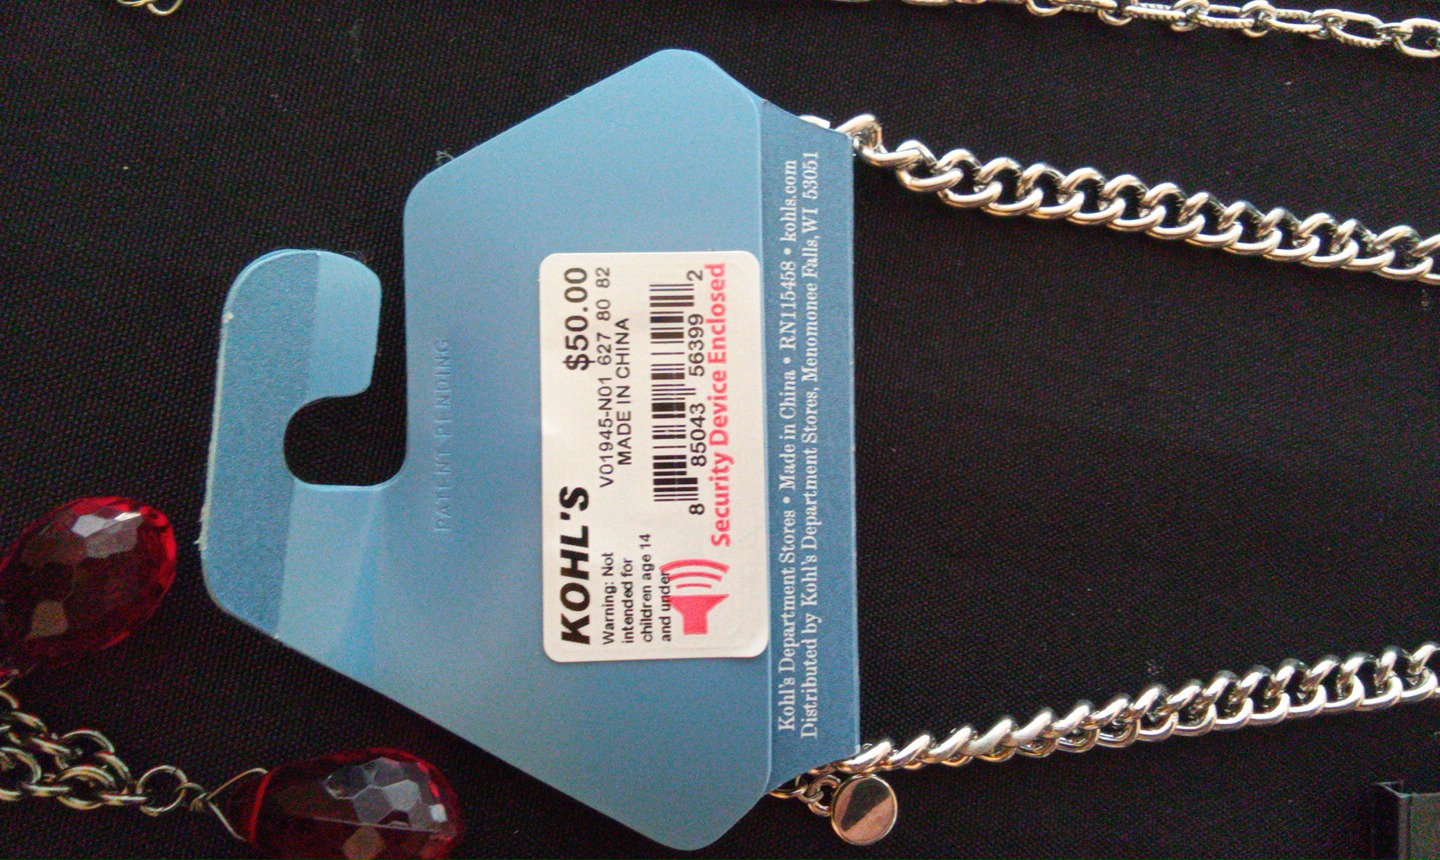 PATENT PENDING
KOHL'S $50.00
Warning: Not
intended for
children age 14
and under
V01945-N01 627 80 82
MADE IN CHINA
8 85043 56399 2
Security Device Enclosed
Kohl's Department Stores • Made in China • RN115458 • kohls.com
Distributed by Kohl's Department Stores, Menomonee Falls, WI 53051